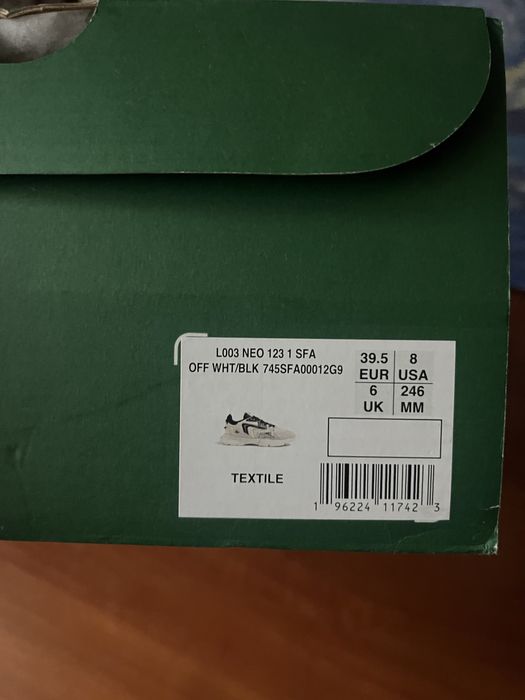 L003 NEO 123 1 SFA
OFF WHT/BLK 745SFA00012G9
39.5 8
EUR USA
6 246
UK MM
TEXTILE
1 96224 11742 3